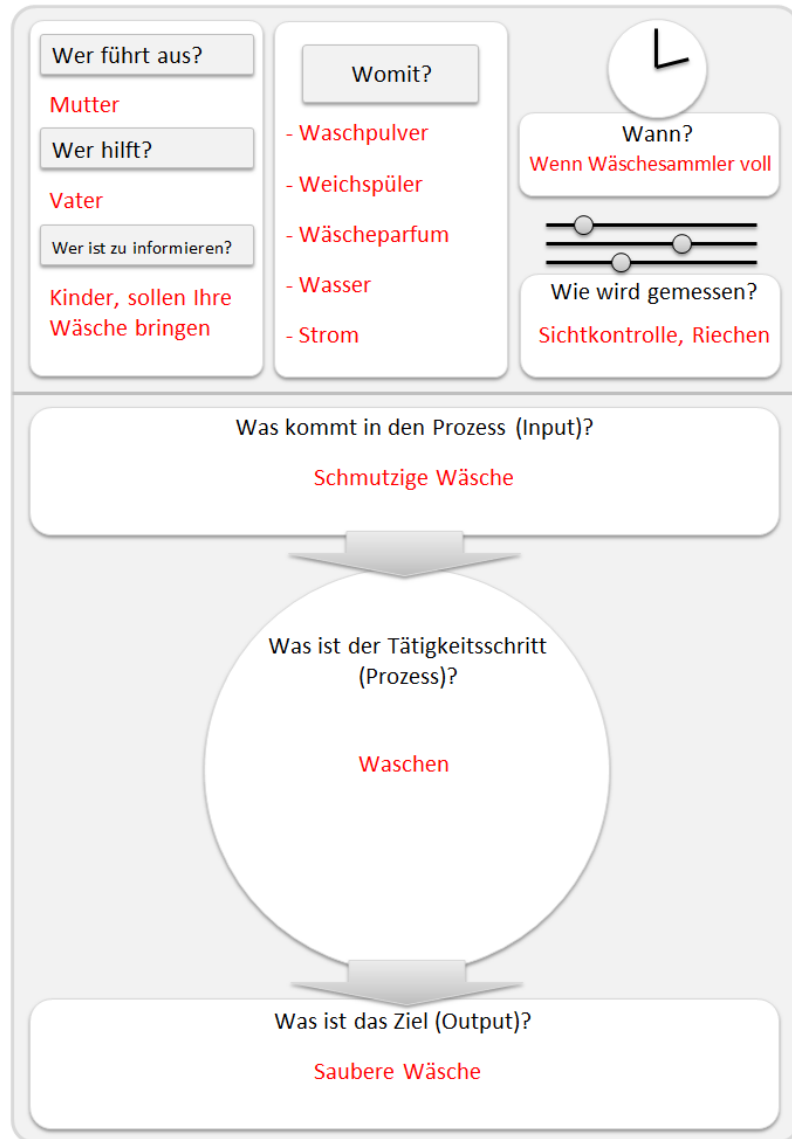 Wer führt aus?
Mutter
Wer hilft?
Vater
Wer ist zu informieren?
Kinder, sollen Ihre
Wäsche bringen
Womit?
- Waschpulver
- Weichspüler
- Wäscheparfum
- Wasser
- Strom
Wann?
Wenn Wäschesammler voll
Wie wird gemessen?
Sichtkontrolle, Riechen
Was kommt in den Prozess (Input)?
Schmutzige Wäsche
Was ist der Tätigkeitsschritt
(Prozess)?
Waschen
Was ist das Ziel (Output)?
Saubere Wäsche